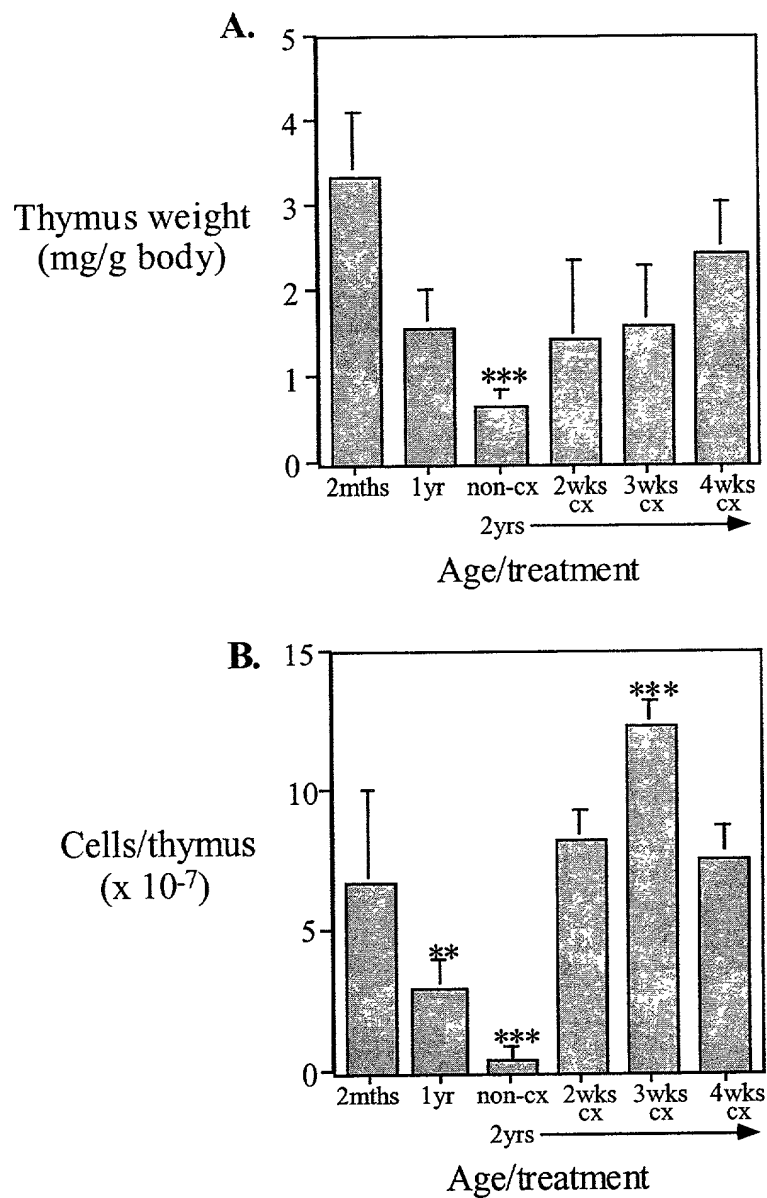 A.
5
4
3
2
1
0
Thymus weight
(mg/g body)
***
2mths 1yr non-cx 2wks 3wks 4wks
cx cx cx
2yrs
Age/treatment
B.
15
10
5
0
Cells/thymus
(x 10-7)
**
***
***
2mths 1yr non-cx 2wks 3wks 4wks
cx cx cx
2yrs
Age/treatment